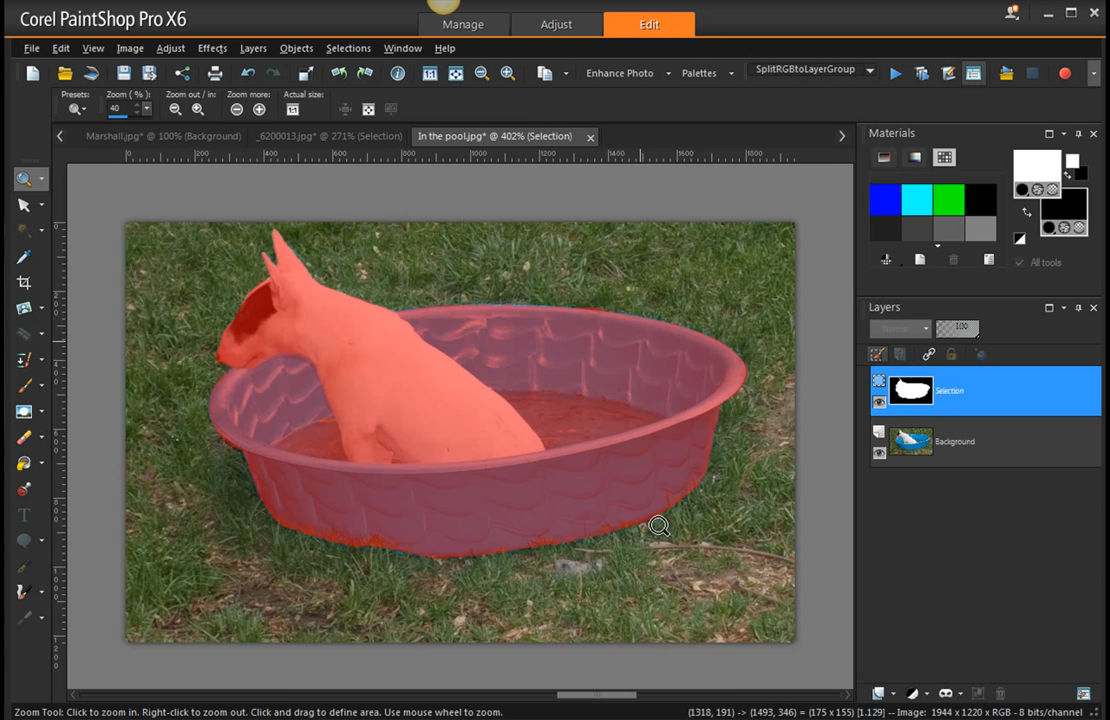 Corel PaintShop Pro X6
Manage
Adjust
Edit
File Edit View Image Adjust Effects Layers Objects Selections Window Help
Enhance Photo
Palettes
SplitRGBtoLayerGroup
Presets:
Zoom ( % ):
Zoom out / in:
Zoom more:
Actual size:
40
Marshall.jpg* @ 100% (Background)
_6200013.jpg* @ 271% (Selection)
In the pool.jpg* @ 402% (Selection)
Materials
All tools
Layers
Normal
100
Selection
Background
Zoom Tool: Click to zoom in. Right-click to zoom out. Click and drag to define area. Use mouse wheel to zoom.
(1318, 191) -> (1493, 346) = (175 x 155) [1.129] -- Image: 1944 x 1220 x RGB - 8 bits/channel